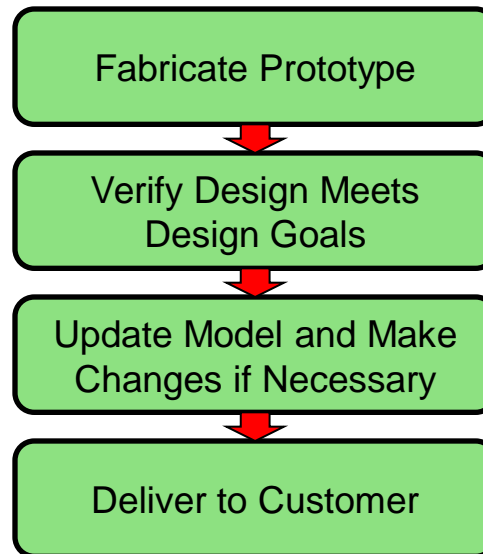 Fabricate Prototype
Verify Design Meets
Design Goals
Update Model and Make
Changes if Necessary
Deliver to Customer